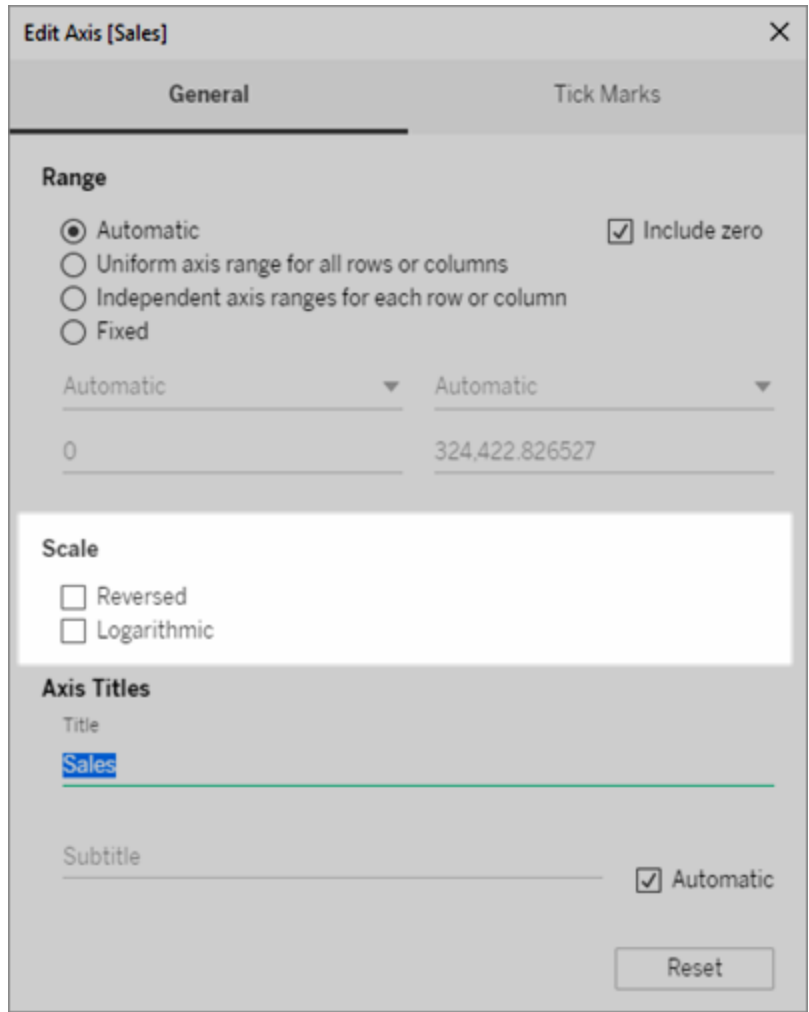 Edit Axis [Sales]
General
Tick Marks
Range
Automatic
Include zero
Uniform axis range for all rows or columns
Independent axis ranges for each row or column
Fixed
Automatic
Automatic
0
324,422.826527
Scale
Reversed
Logarithmic
Axis Titles
Title
Sales
Subtitle
Automatic
Reset